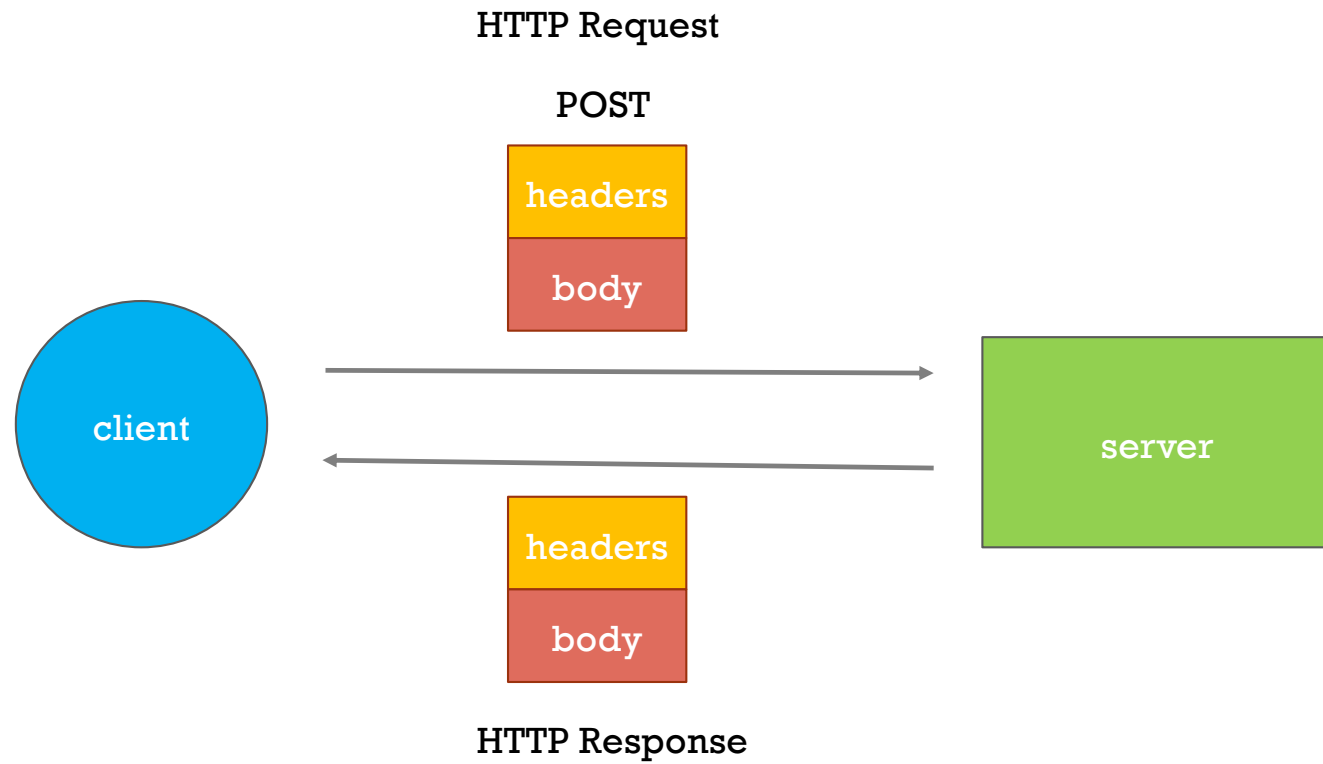 HTTP Request
POST
headers
body
client
server
headers
body
HTTP Response